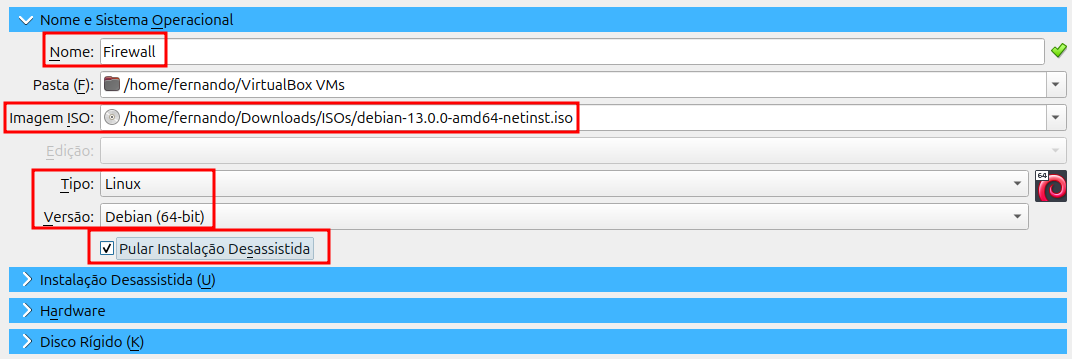 Nome e Sistema Operacional
Nome: Firewall
Pasta (F): /home/fernando/VirtualBox VMs
Imagem ISO: /home/fernando/Downloads/ISOs/debian-13.0.0-amd64-netinst.iso
Edição:
Tipo: Linux
64
Versão: Debian (64-bit)
Pular Instalação Desassistida
Instalação Desassistida (U)
Hardware
Disco Rígido (K)